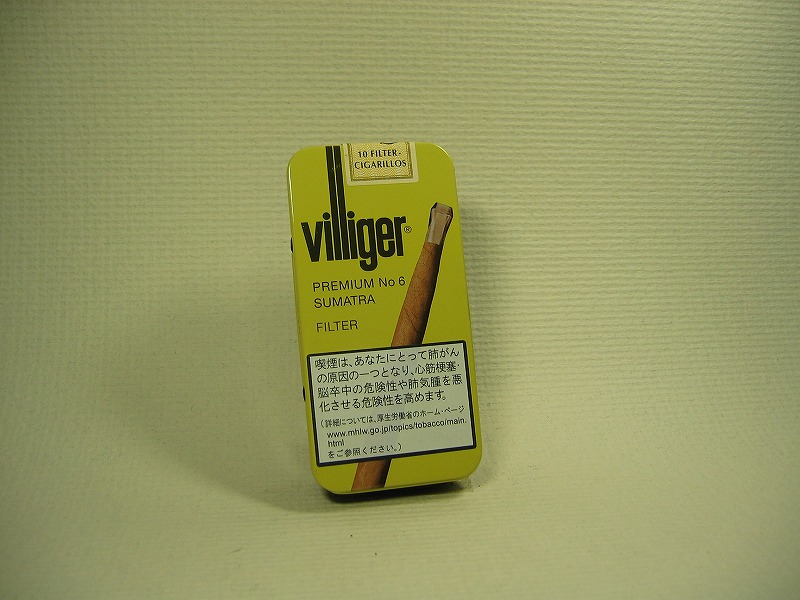 10 FILTER-
CIGARILLOS
villiger®
PREMIUM No 6
SUMATRA
FILTER
喫煙は、あなたにとって肺がん
の原因の一つとなり、心筋梗塞・
脳卒中の危険性や肺気腫を悪
化させる危険性を高めます。
(詳細については、厚生労働省のホーム・ページ
www.mhlw.go.jp/topics/tobacco/main.
html
をご参照ください。)